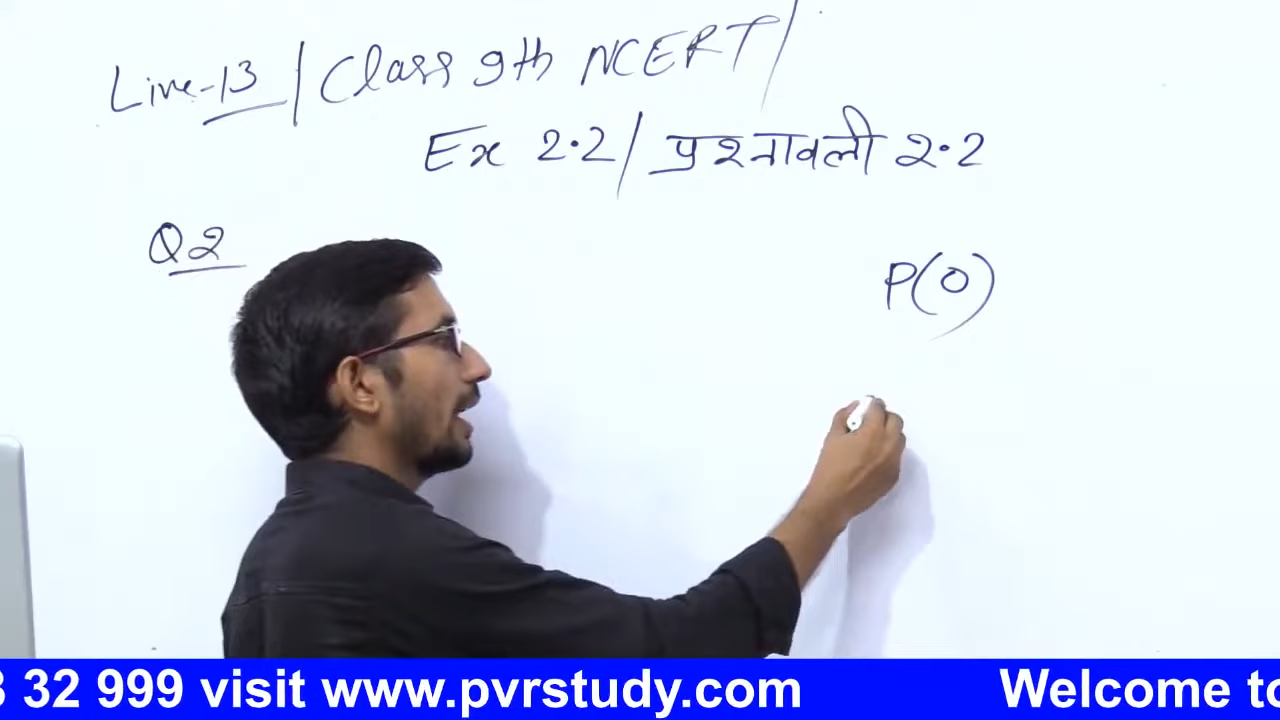 Live-13 / Class 9th NCERT /
Ex 2.2 / प्रश्नावली 2.2
Q2
P(0)
3 32 999 visit www.pvrstudy.com Welcome to